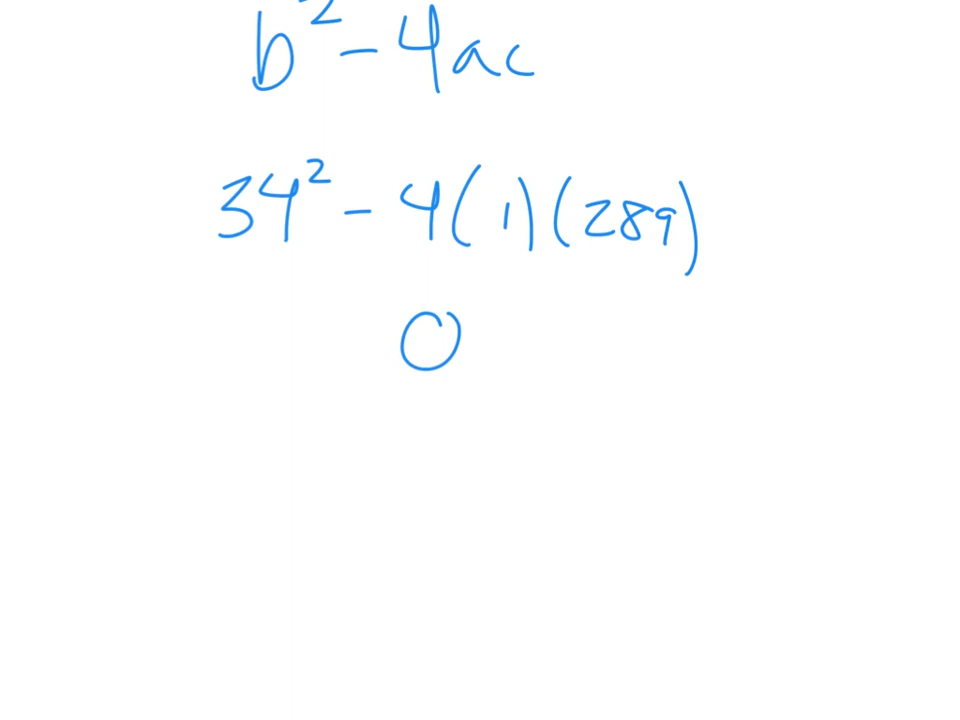 b² - 4ac
34² - 4(1)(289)
0